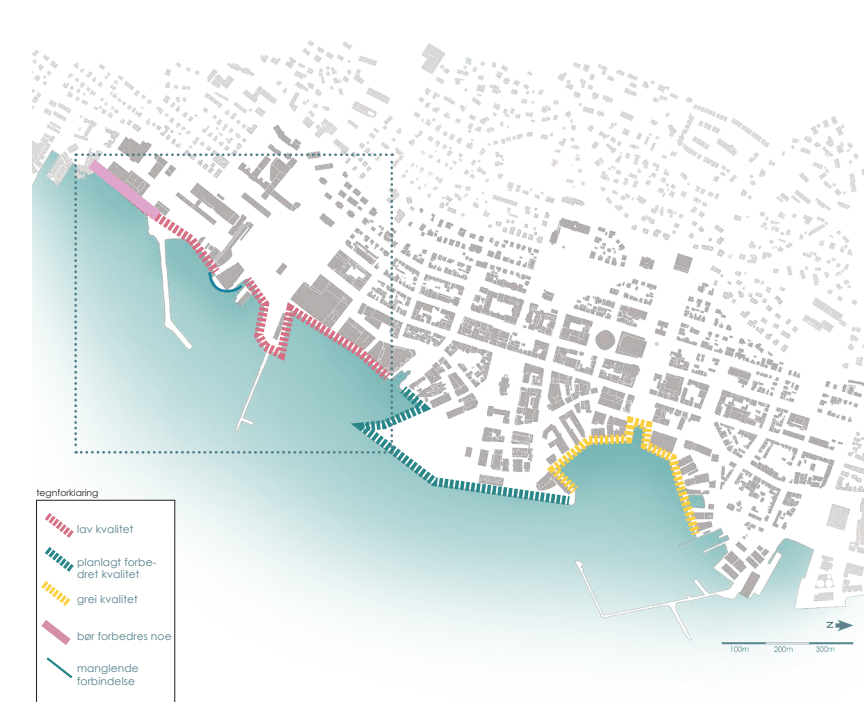 tegnforklaring
lav kvalitet
planlagt forbe-
dret kvalitet
grei kvalitet
bør forbedres noe
manglende
forbindelse
N
100m 200m 300m